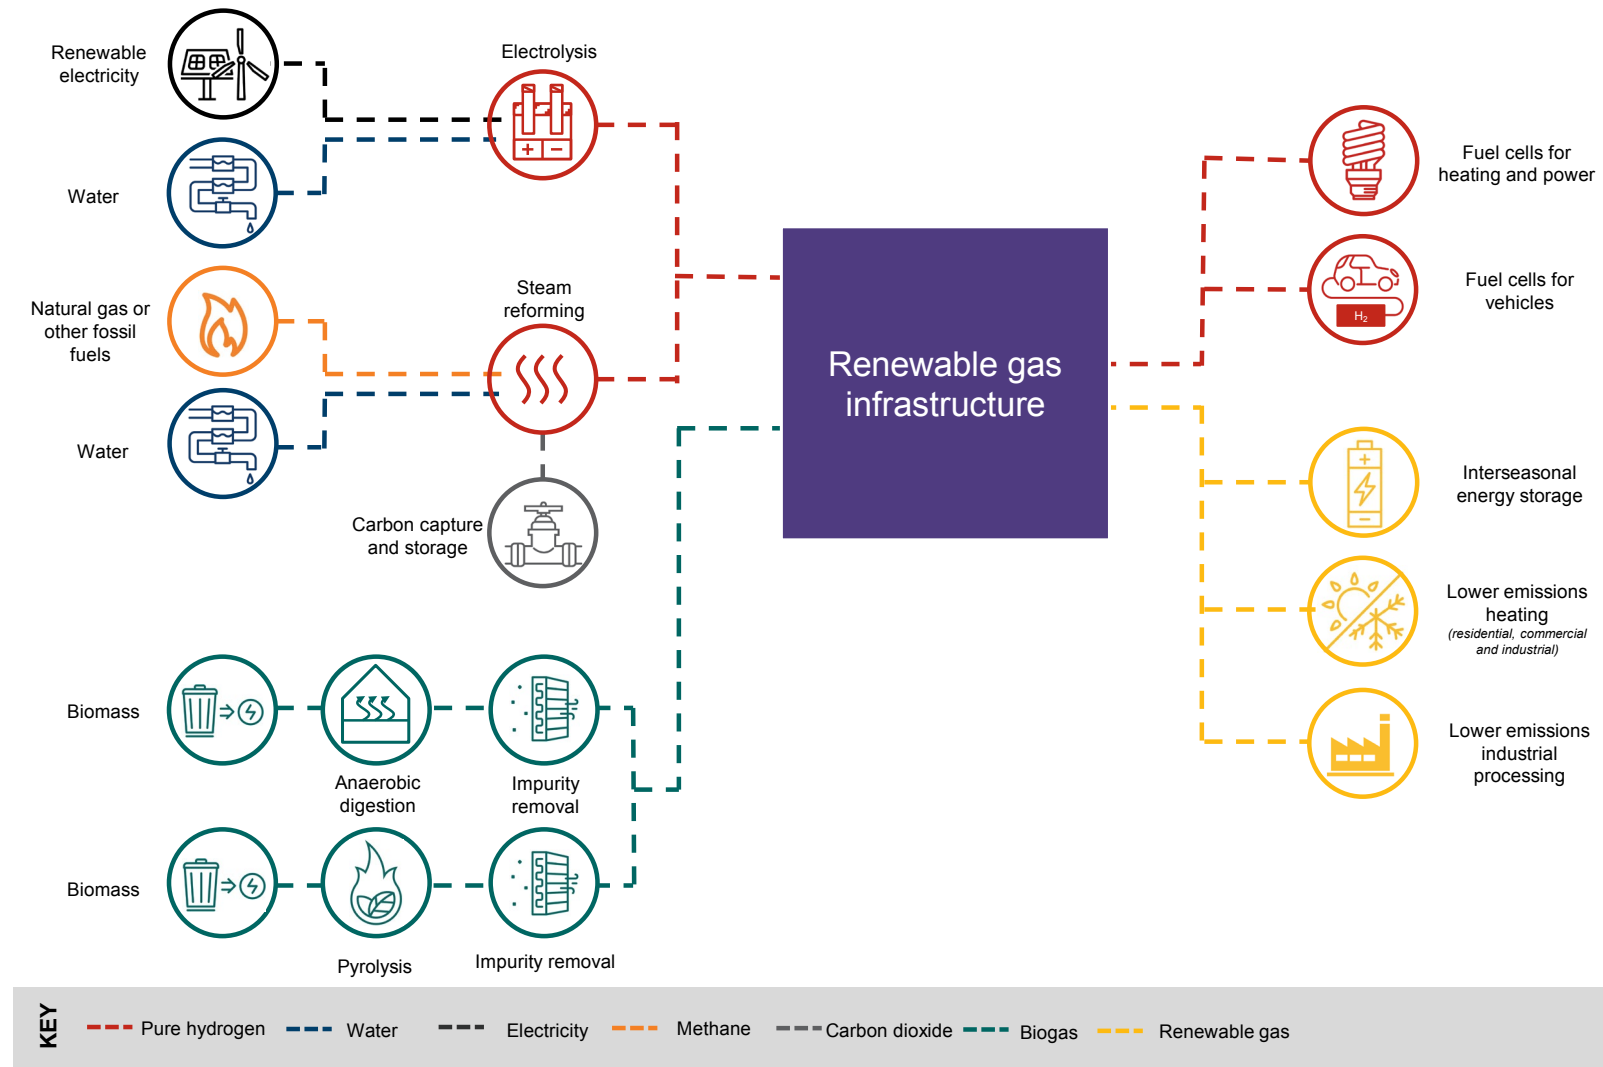 Renewable
electricity
Electrolysis
+ −
Water
Natural gas or
other fossil
fuels
Steam
reforming
Water
Carbon capture
and storage
Renewable gas
infrastructure
Fuel cells for
heating and power
Fuel cells for
vehicles
H2
Interseasonal
energy storage
+
−
Lower emissions
heating
(residential, commercial
and industrial)
Lower emissions
industrial
processing
Biomass
Anaerobic
digestion
Impurity
removal
Biomass
Pyrolysis
Impurity removal
KEY
Pure hydrogen
Water
Electricity
Methane
Carbon dioxide
Biogas
Renewable gas